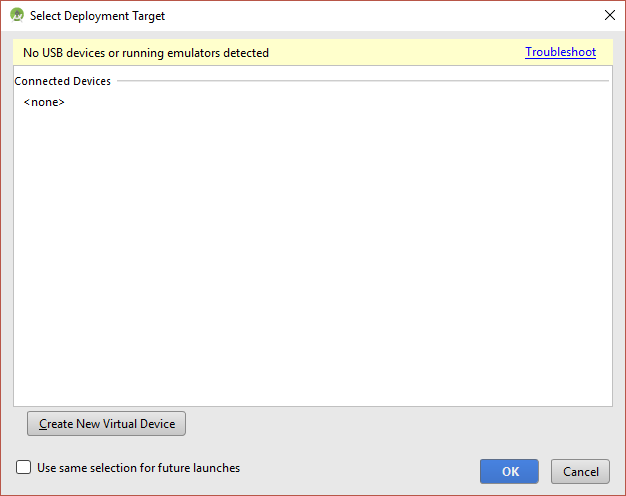 Select Deployment Target
No USB devices or running emulators detected Troubleshoot
Connected Devices
<none>
Create New Virtual Device
Use same selection for future launches
OK Cancel